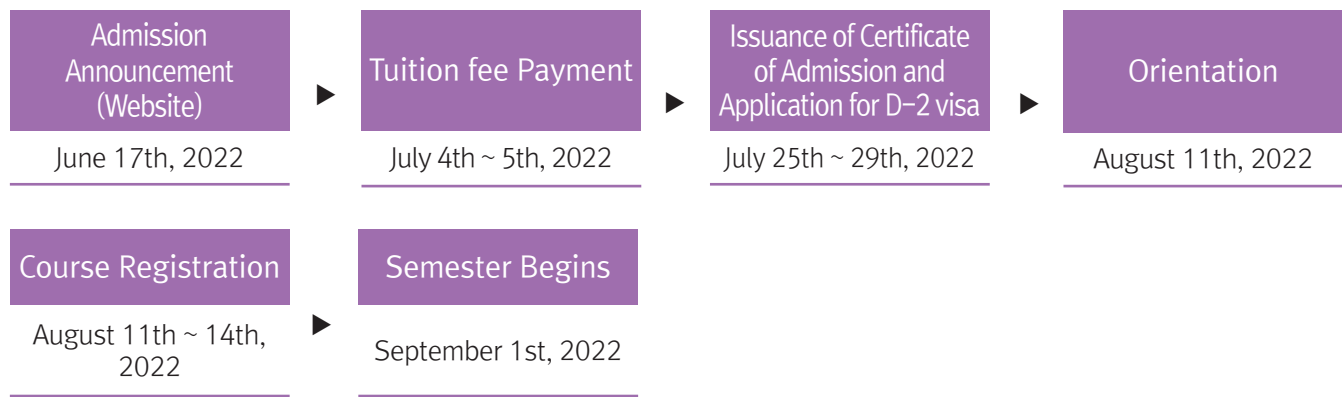 Admission
Announcement
(Website)
June 17th, 2022
Tuition fee Payment
July 4th ~ 5th, 2022
Issuance of Certificate
of Admission and
Application for D-2 visa
July 25th ~ 29th, 2022
Orientation
August 11th, 2022
Course Registration
August 11th ~ 14th,
2022
Semester Begins
September 1st, 2022